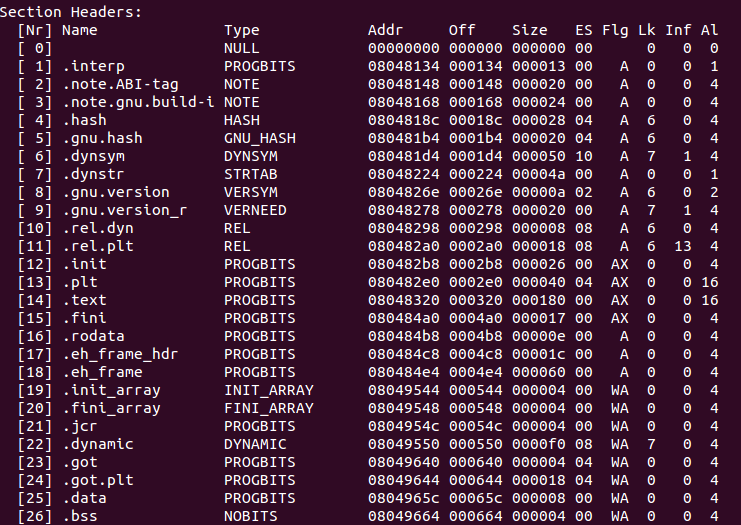 Section Headers:
  [Nr] Name              Type            Addr     Off    Size   ES Flg Lk Inf Al
  [ 0]                   NULL            00000000 000000 000000 00      0   0  0
  [ 1] .interp           PROGBITS        08048134 000134 000013 00   A  0   0  1
  [ 2] .note.ABI-tag     NOTE            08048148 000148 000020 00   A  0   0  4
  [ 3] .note.gnu.build-i NOTE            08048168 000168 000024 00   A  0   0  4
  [ 4] .hash             HASH            0804818c 00018c 000028 04   A  6   0  4
  [ 5] .gnu.hash         GNU_HASH        080481b4 0001b4 000020 04   A  6   0  4
  [ 6] .dynsym           DYNSYM          080481d4 0001d4 000050 10   A  7   1  4
  [ 7] .dynstr           STRTAB          08048224 000224 00004a 00   A  0   0  1
  [ 8] .gnu.version      VERSYM          0804826e 00026e 00000a 02   A  6   0  2
  [ 9] .gnu.version_r    VERNEED         08048278 000278 000020 00   A  7   1  4
  [10] .rel.dyn          REL             08048298 000298 000008 08   A  6   0  4
  [11] .rel.plt          REL             080482a0 0002a0 000018 08   A  6  13  4
  [12] .init             PROGBITS        080482b8 0002b8 000026 00  AX  0   0  4
  [13] .plt              PROGBITS        080482e0 0002e0 000040 04  AX  0   0 16
  [14] .text             PROGBITS        08048320 000320 000180 00  AX  0   0 16
  [15] .fini             PROGBITS        080484a0 0004a0 000017 00  AX  0   0  4
  [16] .rodata           PROGBITS        080484b8 0004b8 00000e 00   A  0   0  4
  [17] .eh_frame_hdr     PROGBITS        080484c8 0004c8 00001c 00   A  0   0  4
  [18] .eh_frame         PROGBITS        080484e4 0004e4 000060 00   A  0   0  4
  [19] .init_array       INIT_ARRAY      08049544 000544 000004 00  WA  0   0  4
  [20] .fini_array       FINI_ARRAY      08049548 000548 000004 00  WA  0   0  4
  [21] .jcr              PROGBITS        0804954c 00054c 000004 00  WA  0   0  4
  [22] .dynamic          DYNAMIC         08049550 000550 0000f0 08  WA  7   0  4
  [23] .got              PROGBITS        08049640 000640 000004 04  WA  0   0  4
  [24] .got.plt          PROGBITS        08049644 000644 000018 04  WA  0   0  4
  [25] .data             PROGBITS        0804965c 00065c 000008 00  WA  0   0  4
  [26] .bss              NOBITS          08049664 000664 000004 00  WA  0   0  4